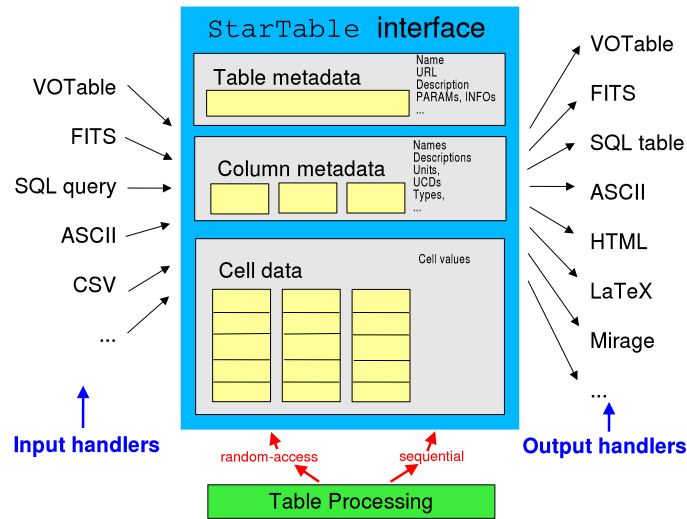 StarTable interface
Table metadata
Name
URL
Description
PARAMs, INFOs
...
Column metadata
Names
Descriptions
Units,
UCDs
Types,
...
Cell data
Cell values
VOTable
FITS
SQL query
ASCII
CSV
...
Input handlers
VOTable
FITS
SQL table
ASCII
HTML
LaTeX
Mirage
...
Output handlers
random-access
sequential
Table Processing